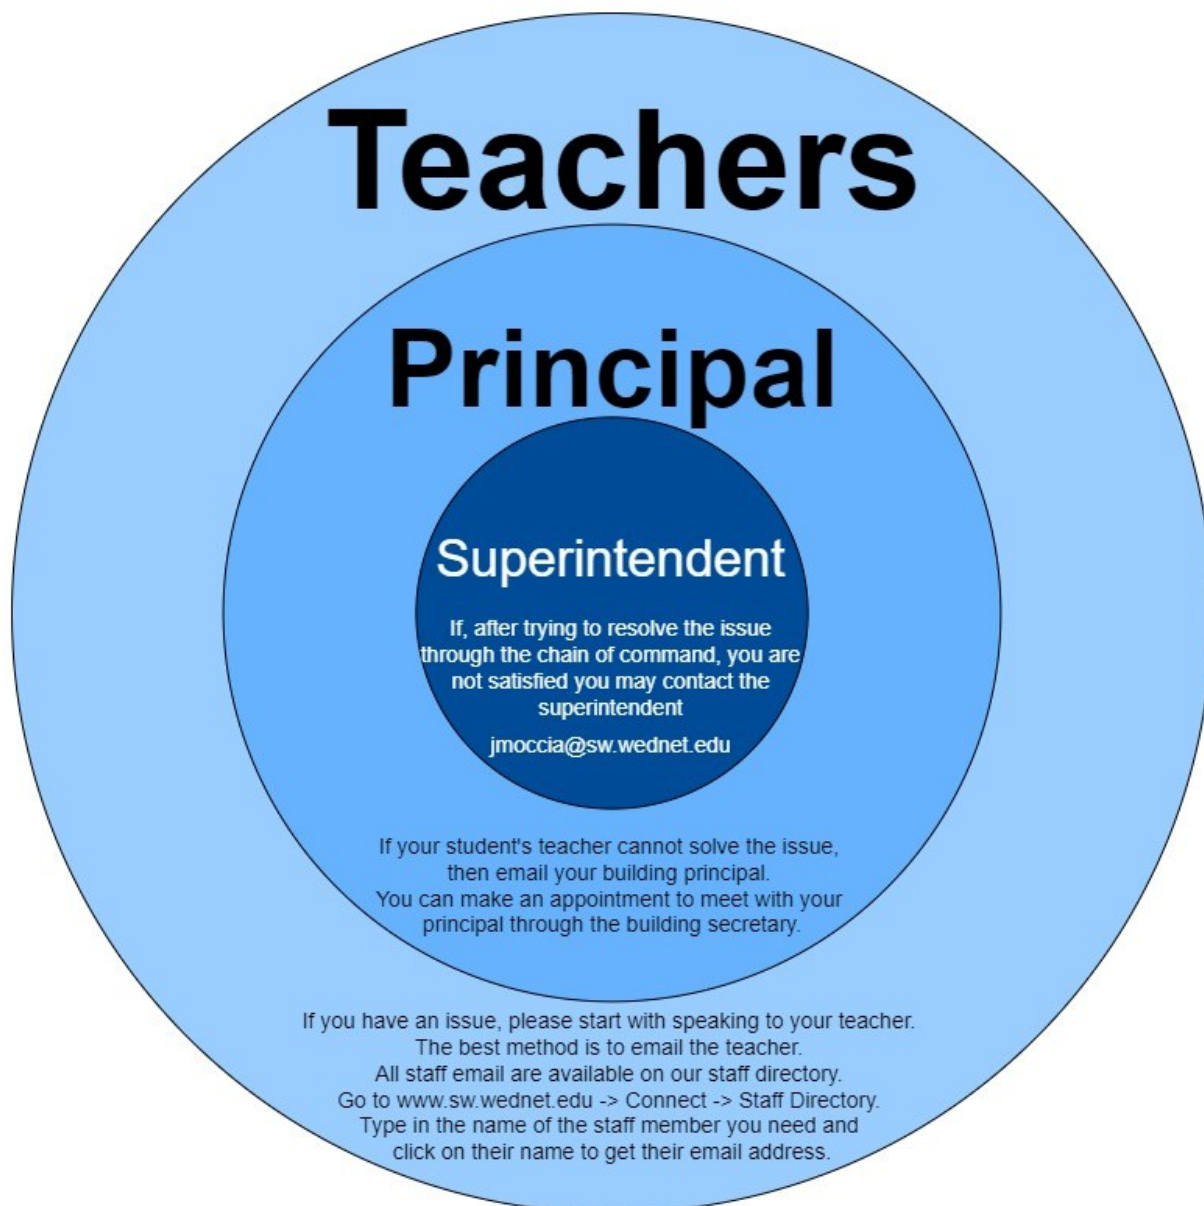 Teachers
Principal
Superintendent
If, after trying to resolve the issue
through the chain of command, you are
not satisfied you may contact the
superintendent
jmoccia@sw.wednet.edu
If your student's teacher cannot solve the issue,
then email your building principal.
You can make an appointment to meet with your
principal through the building secretary.
If you have an issue, please start with speaking to your teacher.
The best method is to email the teacher.
All staff email are available on our staff directory.
Go to www.sw.wednet.edu -> Connect -> Staff Directory.
Type in the name of the staff member you need and
click on their name to get their email address.